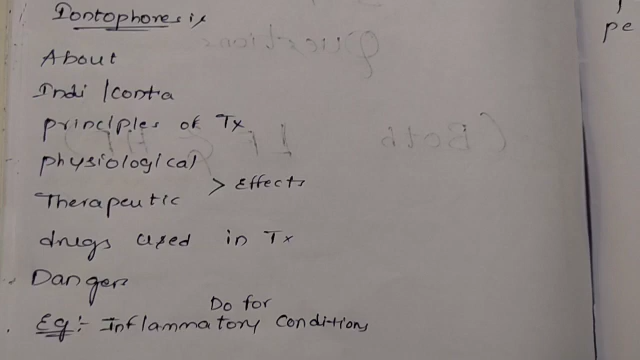 Iontophoresis
About
Indi / contra
principles of Tx
physiological
Therapeutic > Effects
drugs used in Tx
Dangers
Do for
Eg:- Inflammatory Conditions
pe